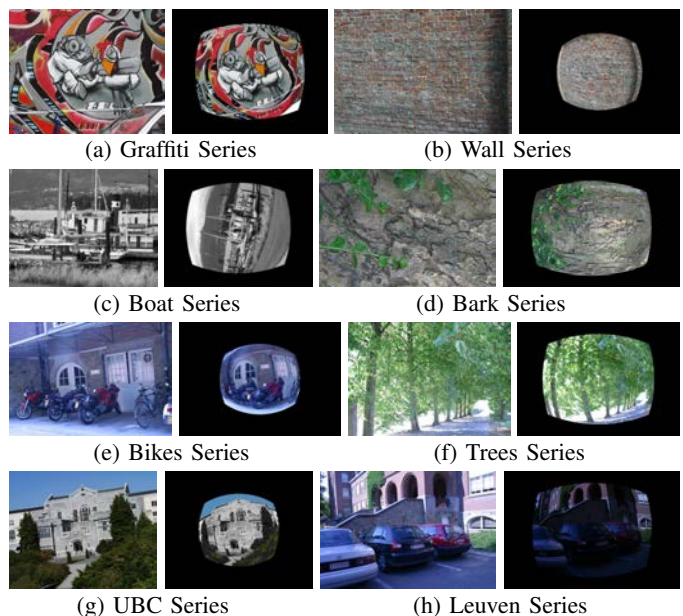 (a) Graffiti Series
(b) Wall Series
(c) Boat Series
(d) Bark Series
(e) Bikes Series
(f) Trees Series
(g) UBC Series
(h) Leuven Series